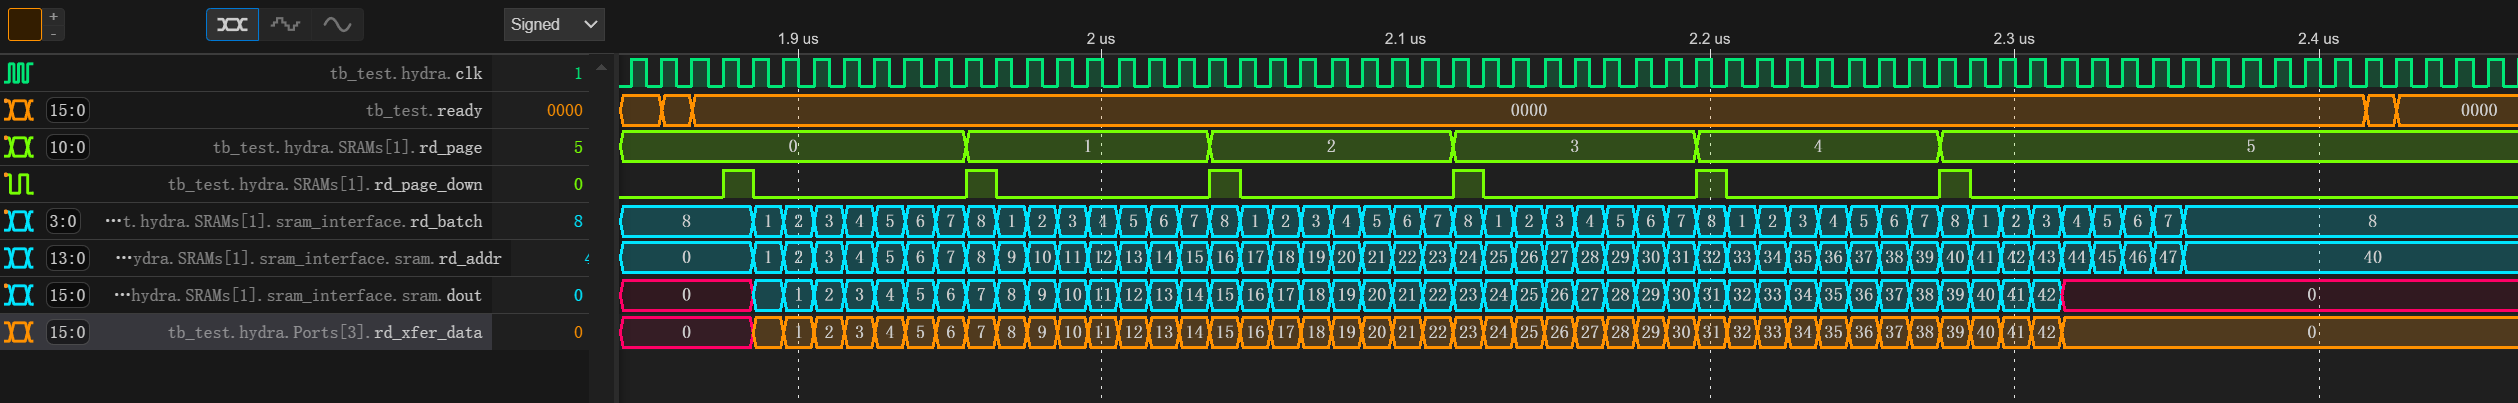 +
-
Signed
1.9 us 2 us 2.1 us 2.2 us 2.3 us 2.4 us
tb_test.hydra.clk 1
15:0 tb_test.ready 0000 0000 0000
10:0 tb_test.hydra.SRAMs[1].rd_page 5 0 1 2 3 4 5
tb_test.hydra.SRAMs[1].rd_page_down 0
3:0 ···t.hydra.SRAMs[1].sram_interface.rd_batch 8 8 1 2 3 4 5 6 7 8 1 2 3 4 5 6 7 8 1 2 3 4 5 6 7 8 1 2 3 4 5 6 7 8 1 2 3 4 5 6 7 8 1 2 3 4 5 6 7 8
13:0 ···ydra.SRAMs[1].sram_interface.sram.rd_addr 4 0 1 2 3 4 5 6 7 8 9 10 11 12 13 14 15 16 17 18 19 20 21 22 23 24 25 26 27 28 29 30 31 32 33 34 35 36 37 38 39 40 41 42 43 44 45 46 47 40
15:0 ···hydra.SRAMs[1].sram_interface.sram.dout 0 0 1 2 3 4 5 6 7 8 9 10 11 12 13 14 15 16 17 18 19 20 21 22 23 24 25 26 27 28 29 30 31 32 33 34 35 36 37 38 39 40 41 42 0
15:0 tb_test.hydra.Ports[3].rd_xfer_data 0 0 1 2 3 4 5 6 7 8 9 10 11 12 13 14 15 16 17 18 19 20 21 22 23 24 25 26 27 28 29 30 31 32 33 34 35 36 37 38 39 40 41 42 0